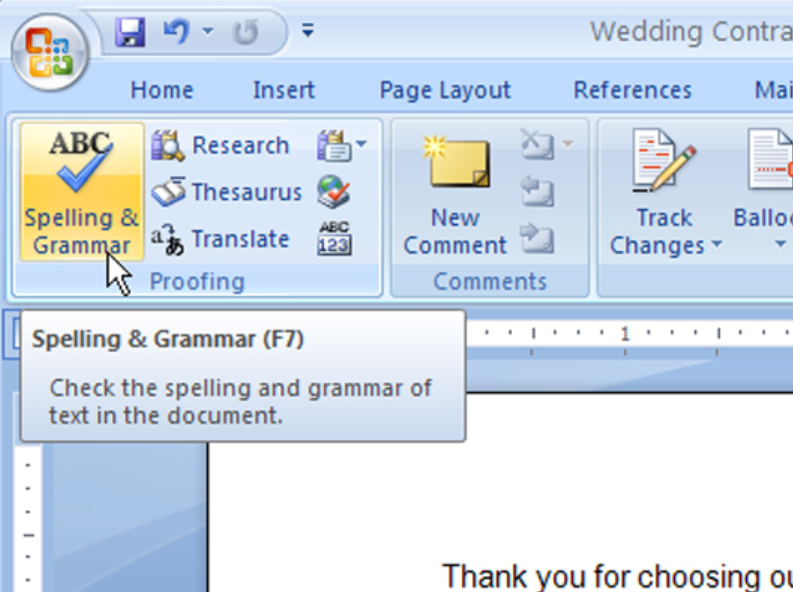 Wedding Contra
Home Insert Page Layout References Mai
ABC
Spelling &
Grammar
Research
Thesaurus
Translate
ABC
123
Proofing
New
Comment
Comments
Track
Changes
Balloo
Spelling & Grammar (F7)
Check the spelling and grammar of
text in the document.
1
Thank you for choosing ou